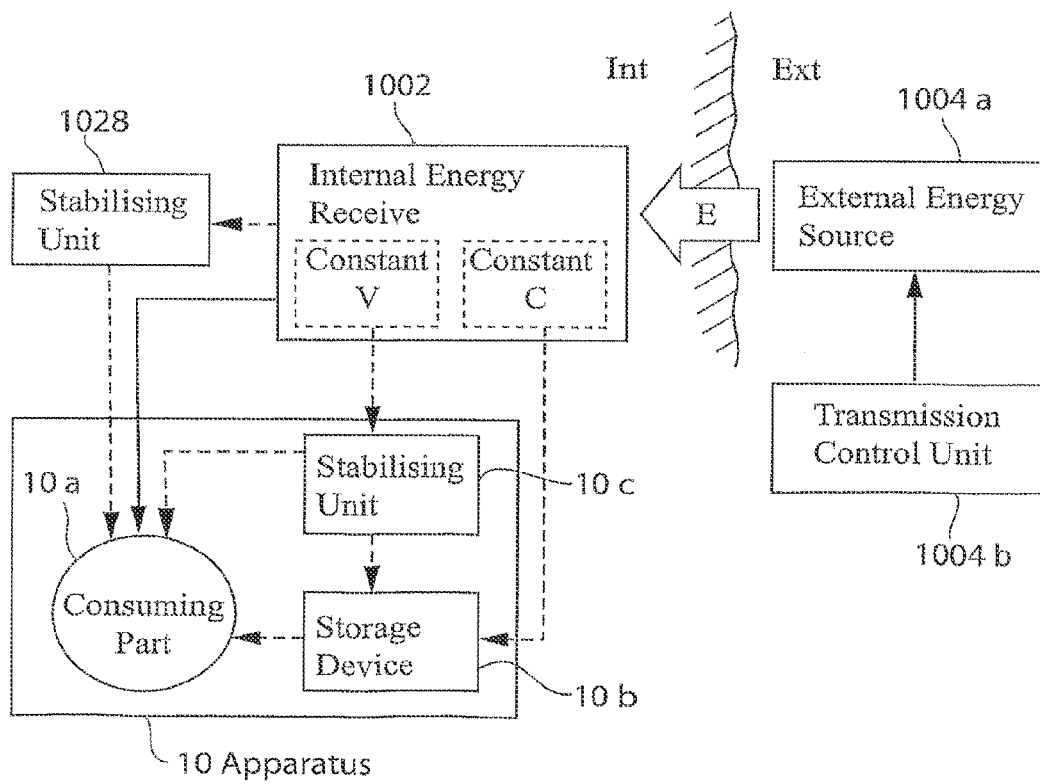 Int
Ext
1002
1004 a
1028
Stabilising
Unit
Internal Energy
Receive
Constant
V
Constant
C
E
External Energy
Source
Transmission
Control Unit
1004 b
10 a
Stabilising
Unit
10 c
Consuming
Part
Storage
Device
10 b
10 Apparatus